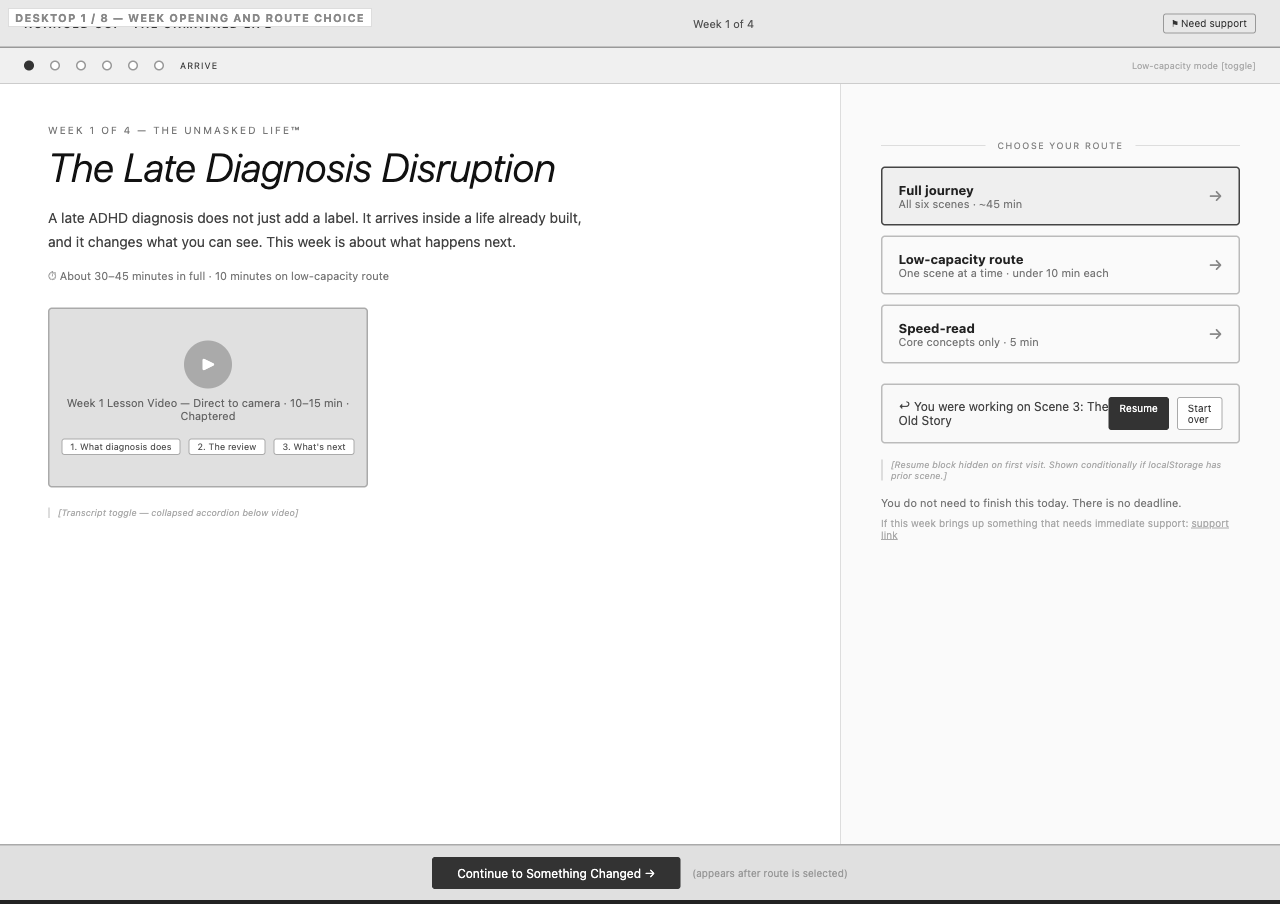 DESKTOP 1 / 8 — WEEK OPENING AND ROUTE CHOICE
Week 1 of 4
⚑ Need support
ARRIVE
Low-capacity mode [toggle]
WEEK 1 OF 4 — THE UNMASKED LIFE™
The Late Diagnosis Disruption
A late ADHD diagnosis does not just add a label. It arrives inside a life already built,
and it changes what you can see. This week is about what happens next.
⏱ About 30–45 minutes in full · 10 minutes on low-capacity route
Week 1 Lesson Video — Direct to camera · 10–15 min ·
Chaptered
1. What diagnosis does
2. The review
3. What's next
[Transcript toggle — collapsed accordion below video]
CHOOSE YOUR ROUTE
Full journey
All six scenes · ~45 min
→
Low-capacity route
One scene at a time · under 10 min each
→
Speed-read
Core concepts only · 5 min
→
↩ You were working on Scene 3: The
Old Story
Resume
Start
over
[Resume block hidden on first visit. Shown conditionally if localStorage has
prior scene.]
You do not need to finish this today. There is no deadline.
If this week brings up something that needs immediate support: support
link
Continue to Something Changed →
(appears after route is selected)